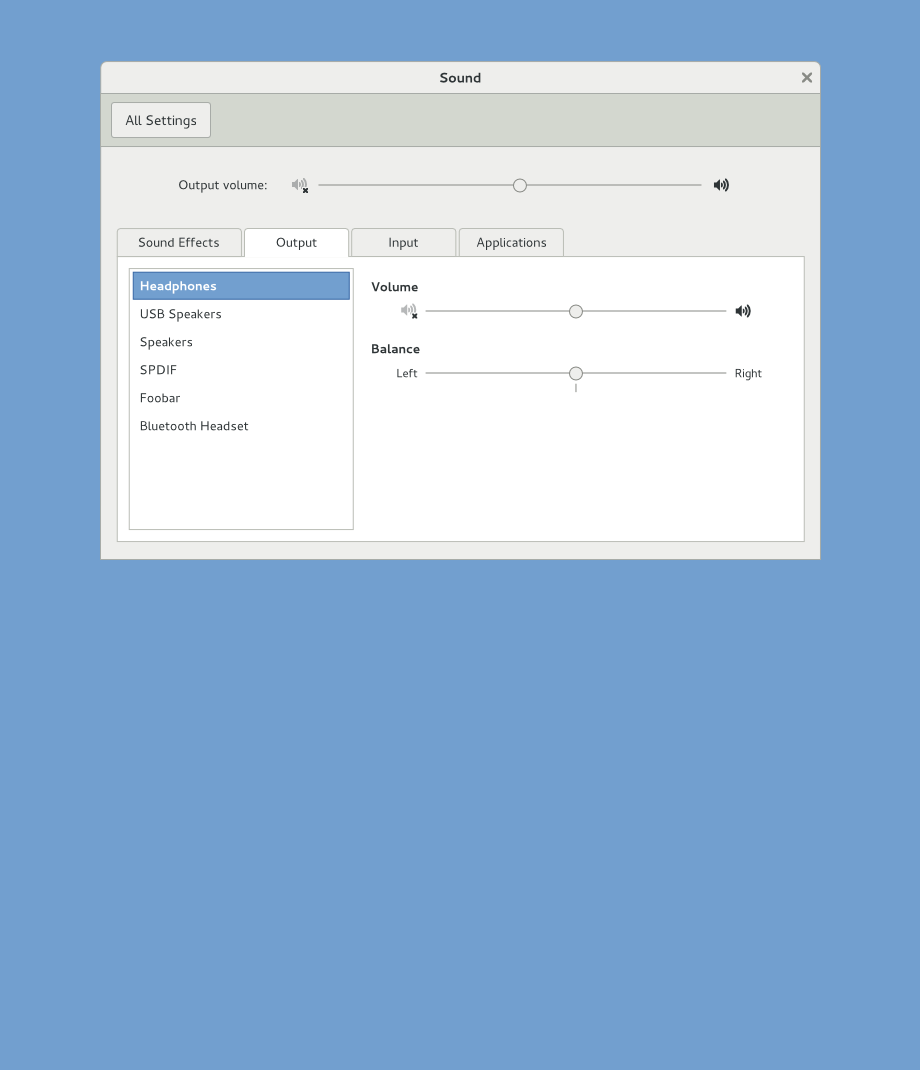 Sound
All Settings
Output volume:
Sound Effects
Output
Input
Applications
Headphones
USB Speakers
Speakers
SPDIF
Foobar
Bluetooth Headset
Volume
Balance
Left
Right